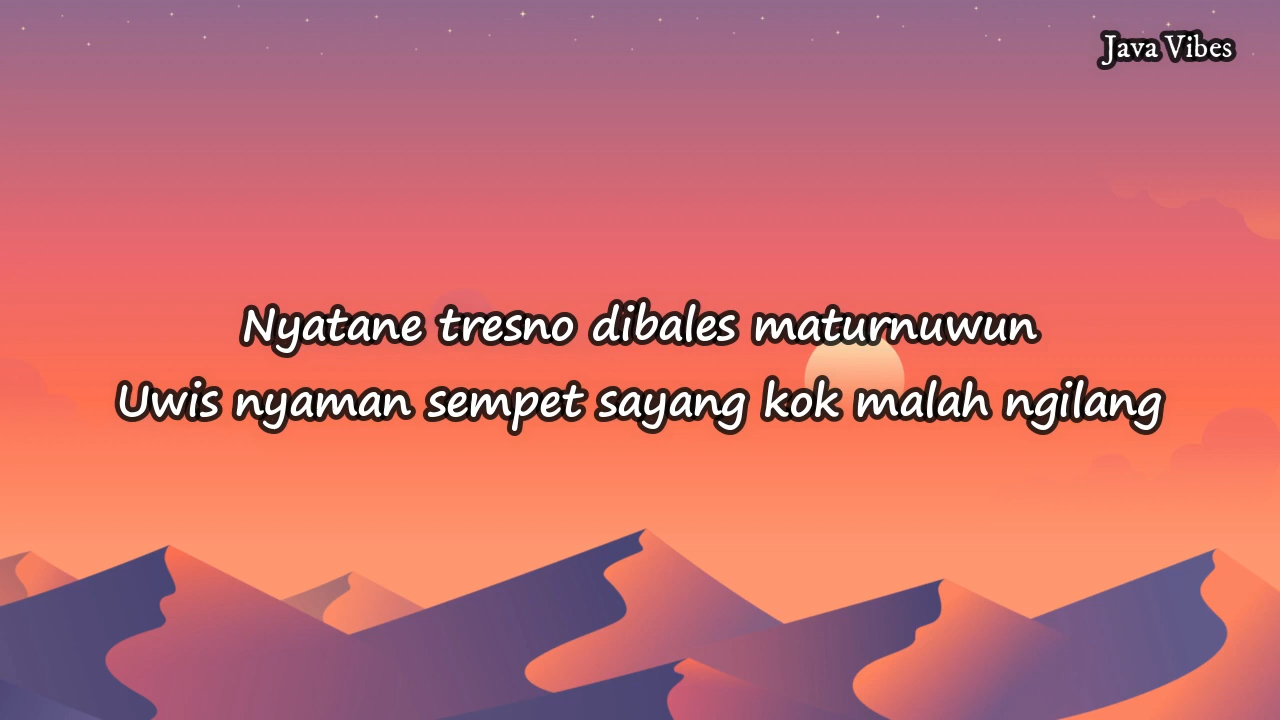 Java Vibes
Nyatane tresno dibales maturnuwun
Uwis nyaman sempet sayang kok malah ngilang